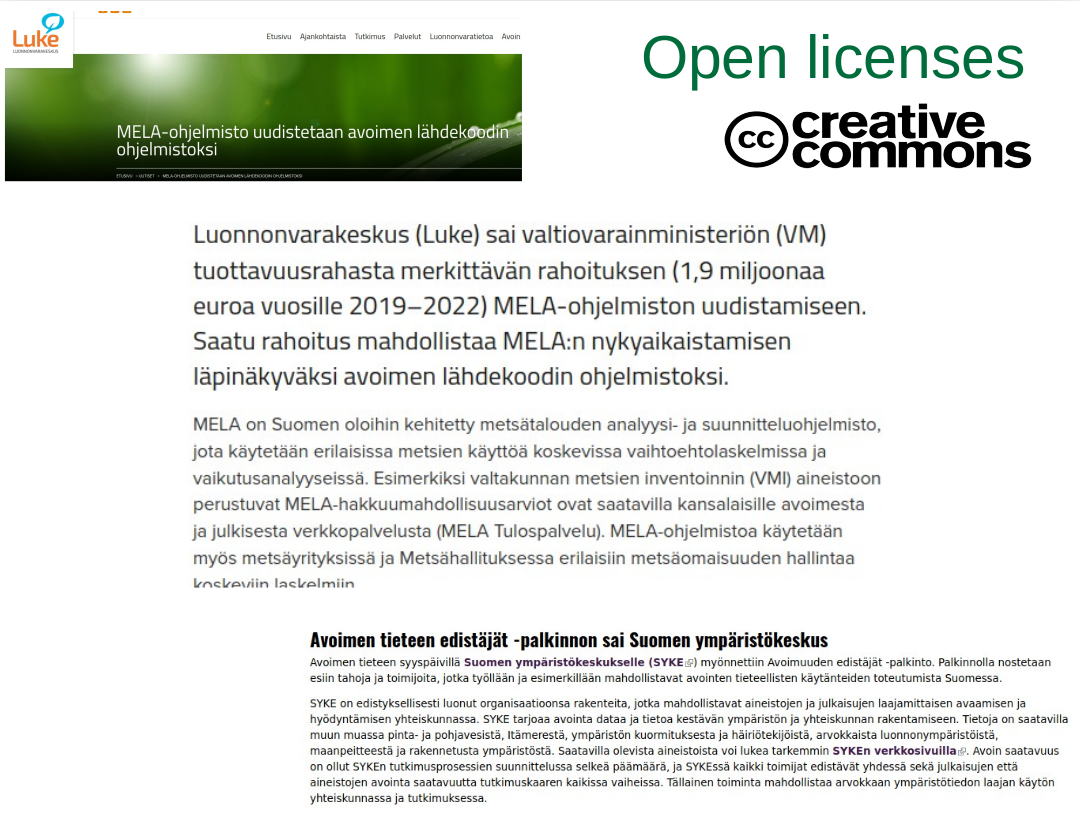 Luke
LUONNONVARAKESKUS
Etusivu Ajankohtaista Tutkimus Palvelut Luonnonvaratietoa Avoin
MELA-ohjelmisto uudistetaan avoimen lähdekoodin
ohjelmistoksi
ETUSIVU > UUTISET > MELA-OHJELMISTO UUDISTETAAN AVOIMEN LÄHDEKOODIN OHJELMISTOKSI
Open licenses
cc creative
commons
Luonnonvarakeskus (Luke) sai valtiovarainministeriön (VM)
tuottavuusrahasta merkittävän rahoituksen (1,9 miljoonaa
euroa vuosille 2019–2022) MELA-ohjelmiston uudistamiseen.
Saatu rahoitus mahdollistaa MELA:n nykyaikaistamisen
läpinäkyväksi avoimen lähdekoodin ohjelmistoksi.
MELA on Suomen oloihin kehitetty metsätalouden analyysi- ja suunnitteluohjelmisto,
jota käytetään erilaisissa metsien käyttöä koskevissa vaihtoehtolaskelmissa ja
vaikutusanalyyseissä. Esimerkiksi valtakunnan metsien inventoinnin (VMI) aineistoon
perustuvat MELA-hakkuumahdollisuusarviot ovat saatavilla kansalaisille avoimesta
ja julkisesta verkkopalvelusta (MELA Tulospalvelu). MELA-ohjelmistoa käytetään
myös metsäyrityksissä ja Metsähallituksessa erilaisiin metsäomaisuuden hallintaa
koskeviin laskelmiin
Avoimen tieteen edistäjät -palkinnon sai Suomen ympäristökeskus
Avoimen tieteen syyspäivillä Suomen ympäristökeskukselle (SYKE) myönnettiin Avoimuuden edistäjät -palkinto. Palkinnolla nostetaan
esiin tahoja ja toimijoita, jotka työllään ja esimerkillään mahdollistavat avointen tieteellisten käytänteiden toteutumista Suomessa.
SYKE on edistyksellisesti luonut organisaatioonsa rakenteita, jotka mahdollistavat aineistojen ja julkaisujen laajamittaisen avaamisen ja
hyödyntämisen yhteiskunnassa. SYKE tarjoaa avointa dataa ja tietoa kestävän ympäristön ja yhteiskunnan rakentamiseen. Tietoja on saatavilla
muun muassa pinta- ja pohjavesistä, Itämerestä, ympäristön kuormituksesta ja häiriötekijöistä, arvokkaista luonnonympäristöistä,
maanpeitteestä ja rakennetusta ympäristöstä. Saatavilla olevista aineistoista voi lukea tarkemmin SYKEn verkkosivuilla. Avoin saatavuus
on ollut SYKEn tutkimusprosessien suunnittelussa selkeä päämäärä, ja SYKEssä kaikki toimijat edistävät yhdessä sekä julkaisujen että
aineistojen avointa saatavuutta tutkimuskaaren kaikissa vaiheissa. Tällainen toiminta mahdollistaa arvokkaan ympäristötiedon laajan käytön
yhteiskunnassa ja tutkimuksessa.